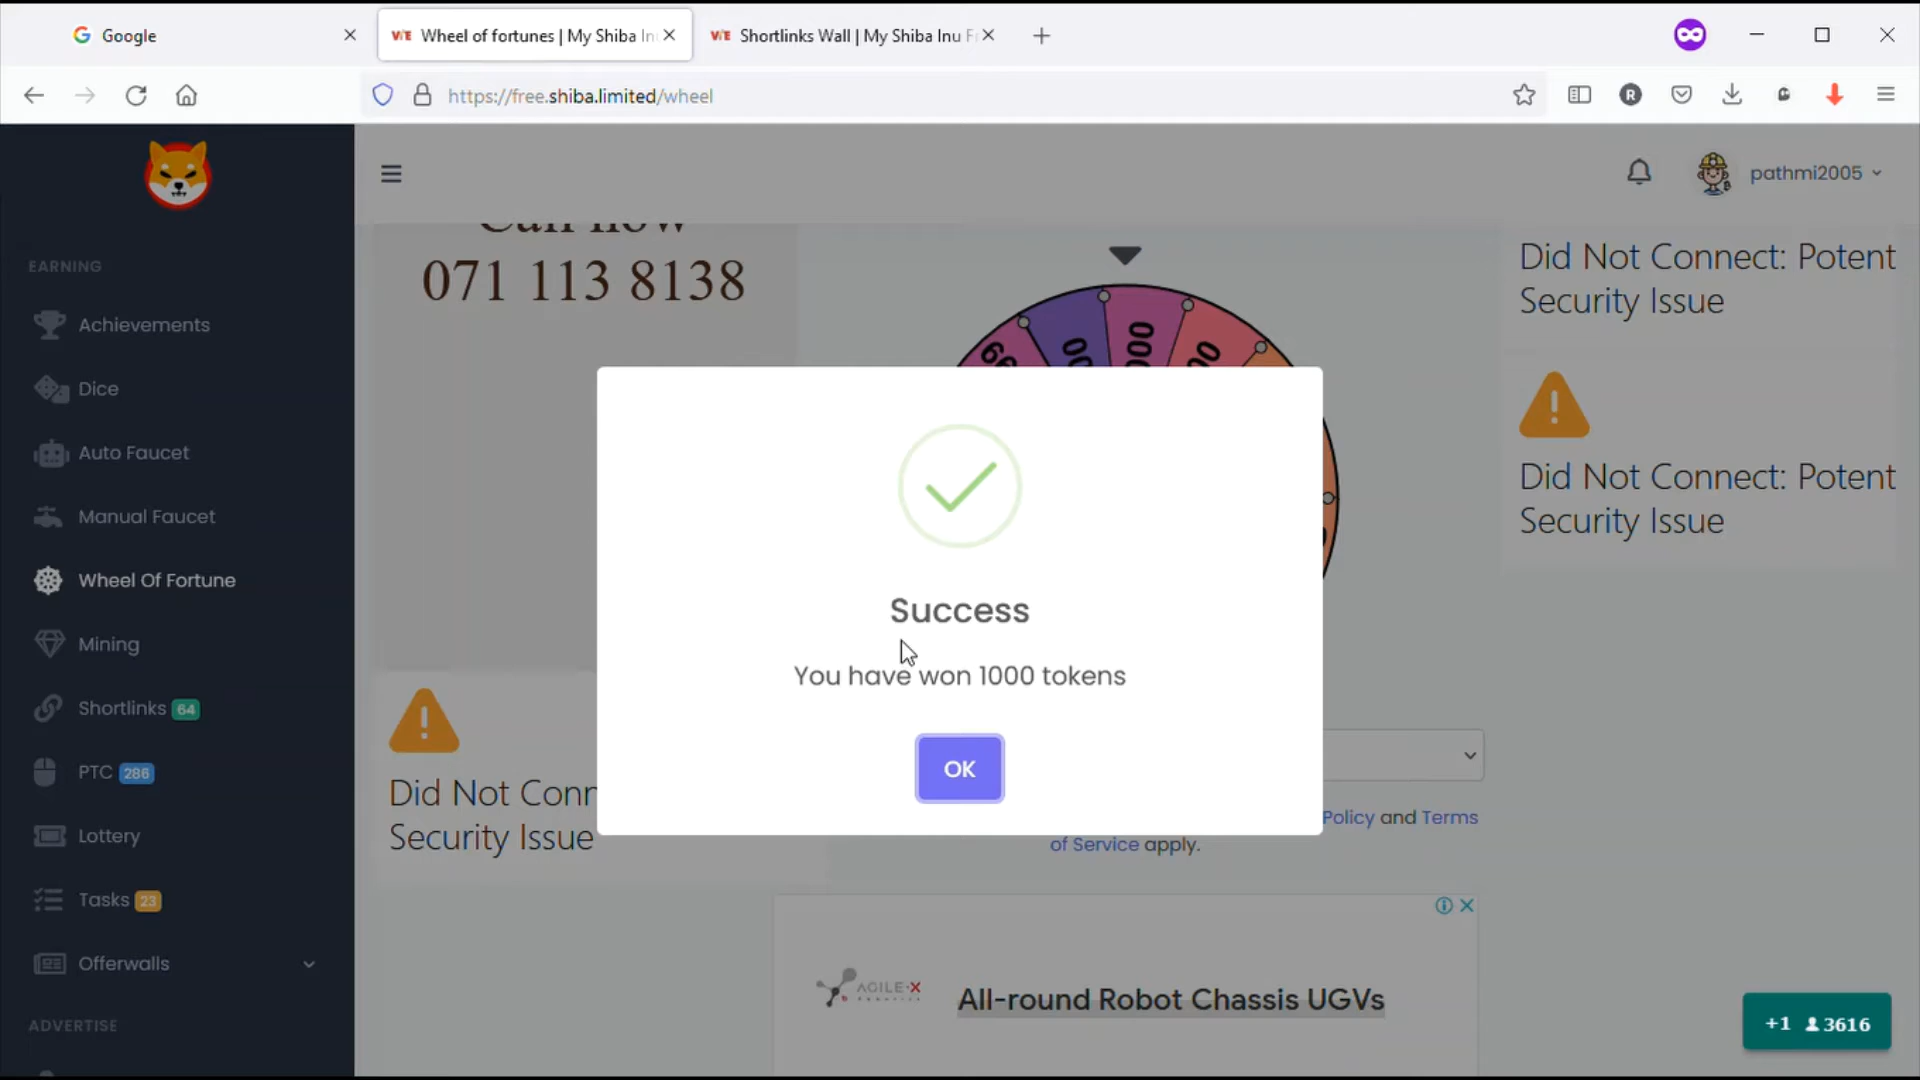 Google
Wheel of fortunes | My Shiba In
Shortlinks Wall | My Shiba Inu F
https://free.shiba.limited/wheel
pathmi2005
EARNING
Achievements
Dice
Auto Faucet
Manual Faucet
Wheel Of Fortune
Mining
Shortlinks 64
PTC 286
Lottery
Tasks 23
Offerwalls
ADVERTISE
Call now
071 113 8138
Did Not Connect: Potent
Security Issue
Did Not Connect: Potent
Security Issue
Success
You have won 1000 tokens
OK
Did Not Conn
Security Issue
Policy and Terms
of Service apply.
AGILE·X
All-round Robot Chassis UGVs
+1 3616